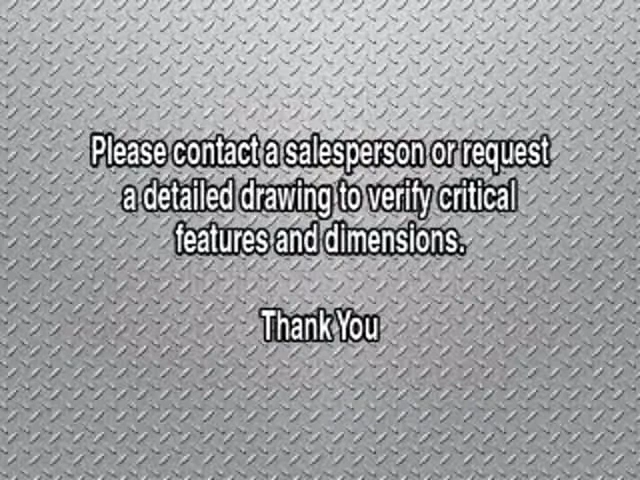 Please contact a salesperson or request
a detailed drawing to verify critical
features and dimensions.
Thank You